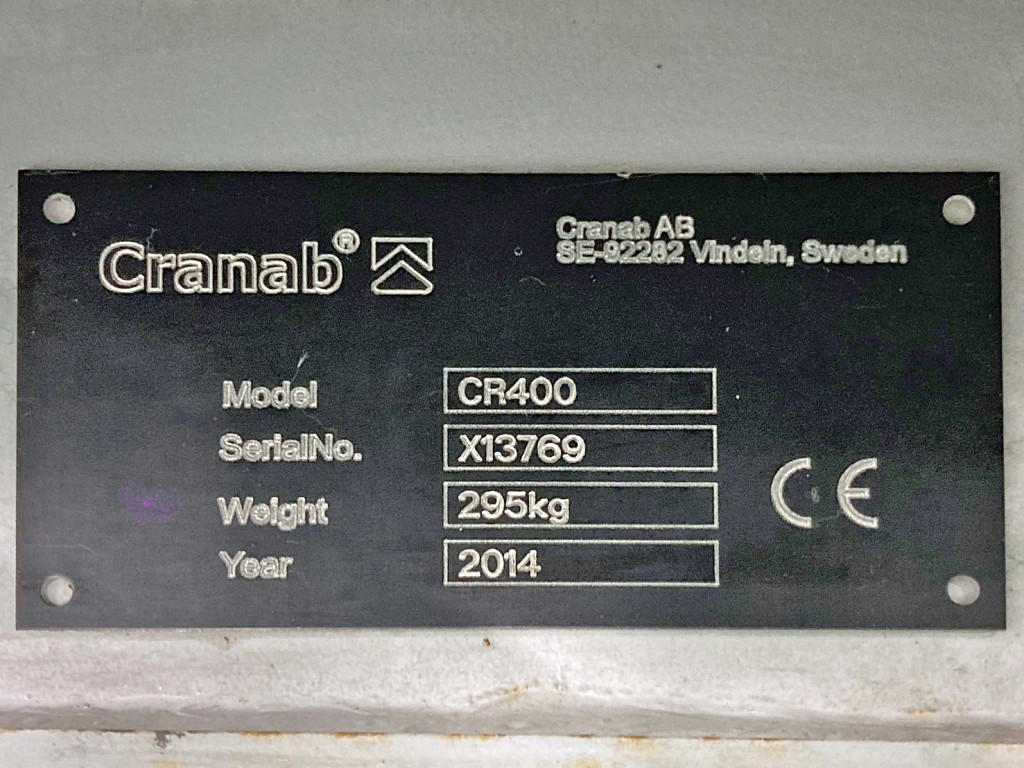 Cranab®
Cranab AB
SE-92282 Vindeln, Sweden
Model CR400
SerialNo. X13769
Weight 295kg
Year 2014
CE